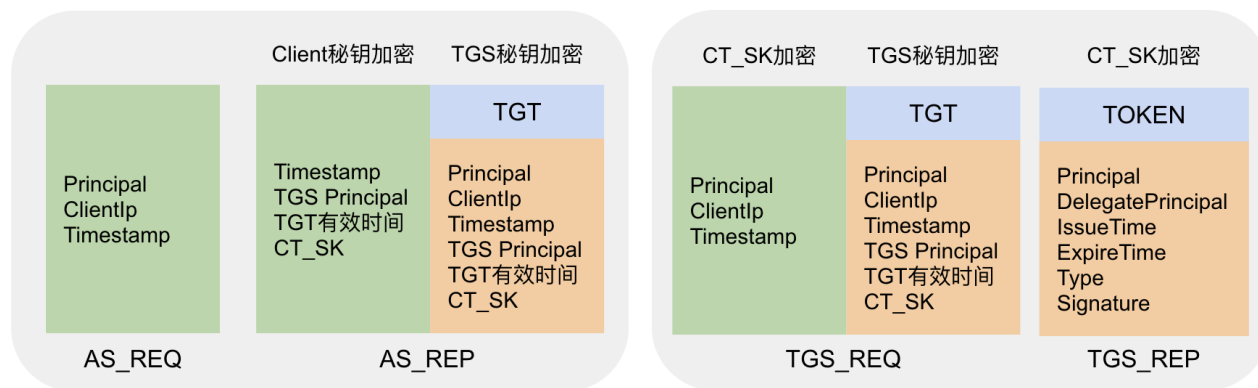 Client秘钥加密
TGS秘钥加密
Principal
ClientIp
Timestamp
Timestamp
TGS Principal
TGT有效时间
CT_SK
TGT
Principal
ClientIp
Timestamp
TGS Principal
TGT有效时间
CT_SK
AS_REQ
AS_REP
CT_SK加密
TGS秘钥加密
CT_SK加密
Principal
ClientIp
Timestamp
TGT
Principal
ClientIp
Timestamp
TGS Principal
TGT有效时间
CT_SK
TOKEN
Principal
DelegatePrincipal
IssueTime
ExpireTime
Type
Signature
TGS_REQ
TGS_REP